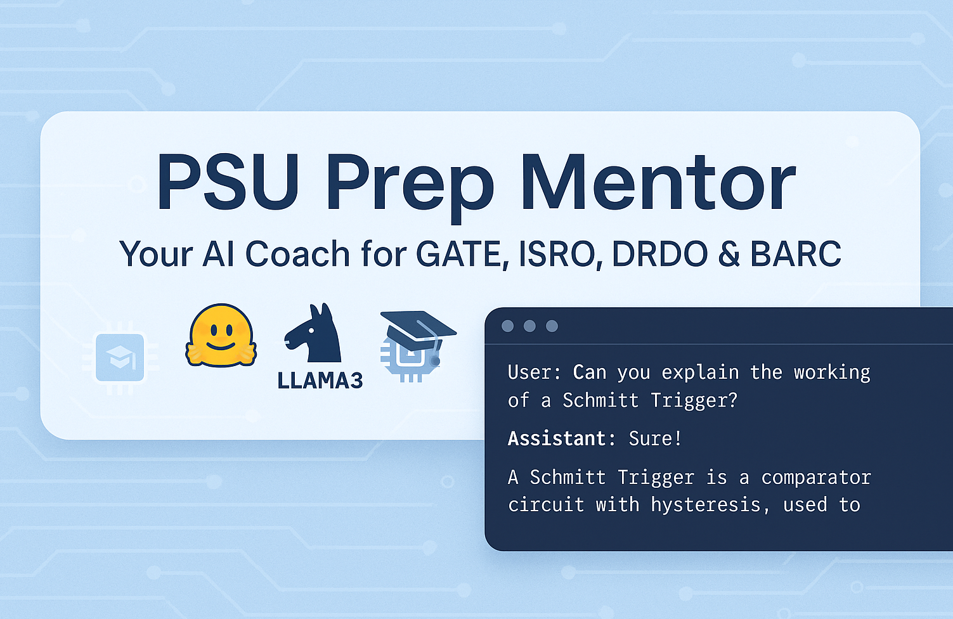 PSU Prep Mentor
Your AI Coach for GATE, ISRO, DRDO & BARC
LLAMA3
User: Can you explain the working
of a Schmitt Trigger?
Assistant: Sure!
A Schmitt Trigger is a comparator
circuit with hysteresis, used to